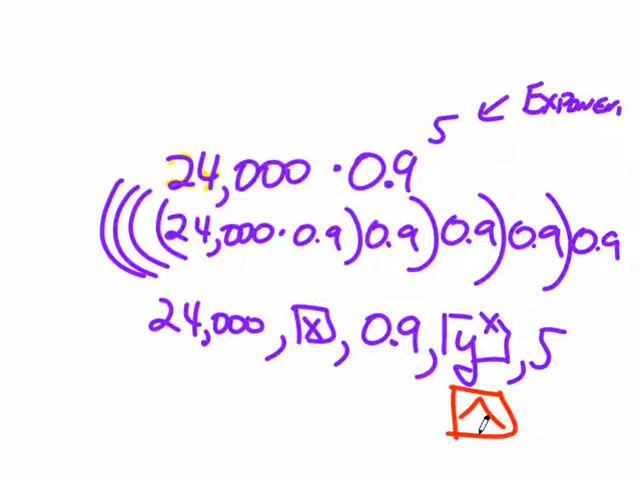 5 ← Exponen
24,000 · 0.9
((((24,000 · 0.9)0.9)0.9)0.9)0.9
24,000, x, 0.9, yˣ, 5
^